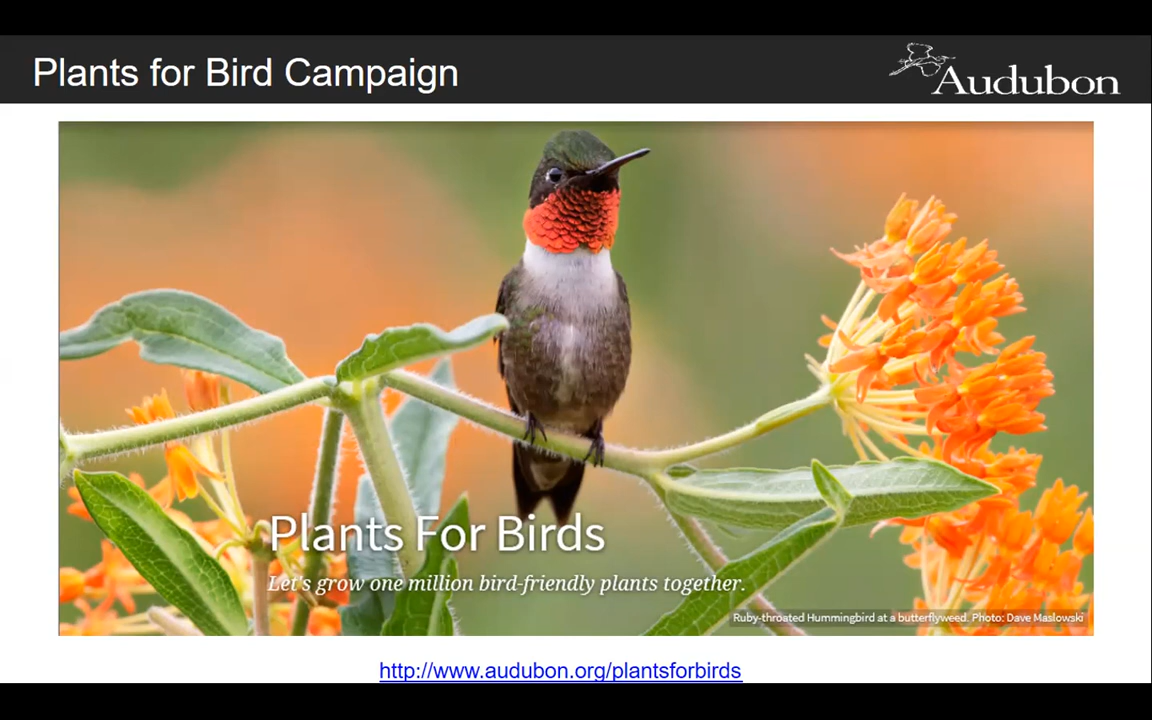 Plants for Bird Campaign
Audubon
Plants For Birds
Let's grow one million bird-friendly plants together.
Ruby-throated Hummingbird at a butterflyweed. Photo: Dave Maslowski
http://www.audubon.org/plantsforbirds